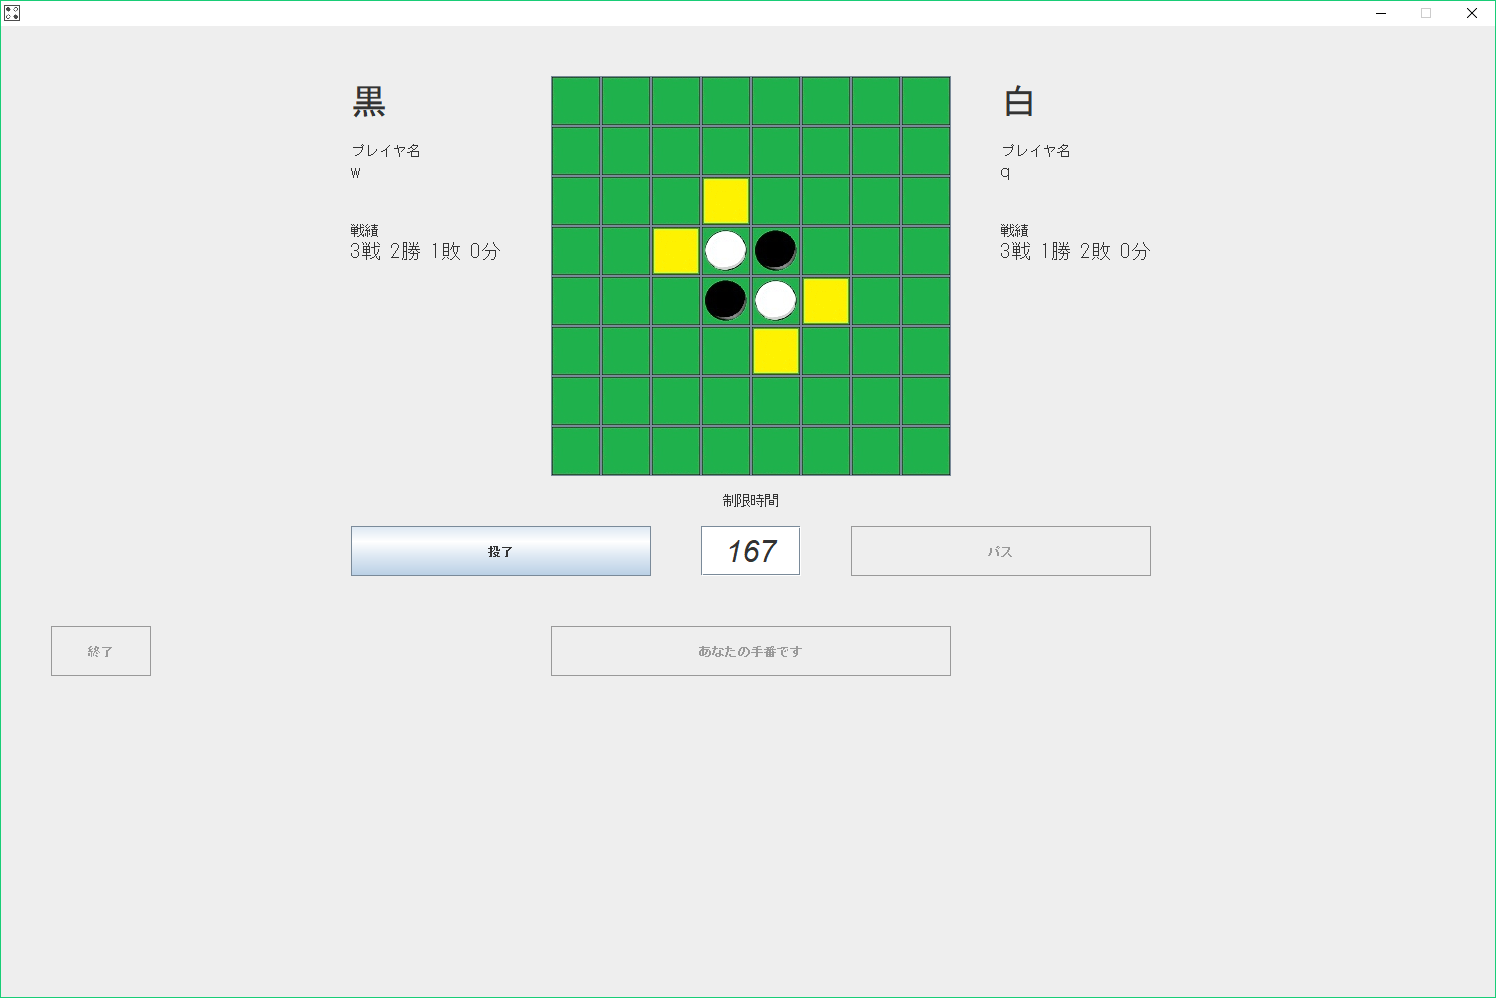 黒
プレイヤ名
w
戦績
3戦 2勝 1敗 0分
白
プレイヤ名
q
戦績
3戦 1勝 2敗 0分
制限時間
投了
167
パス
終了
あなたの手番です